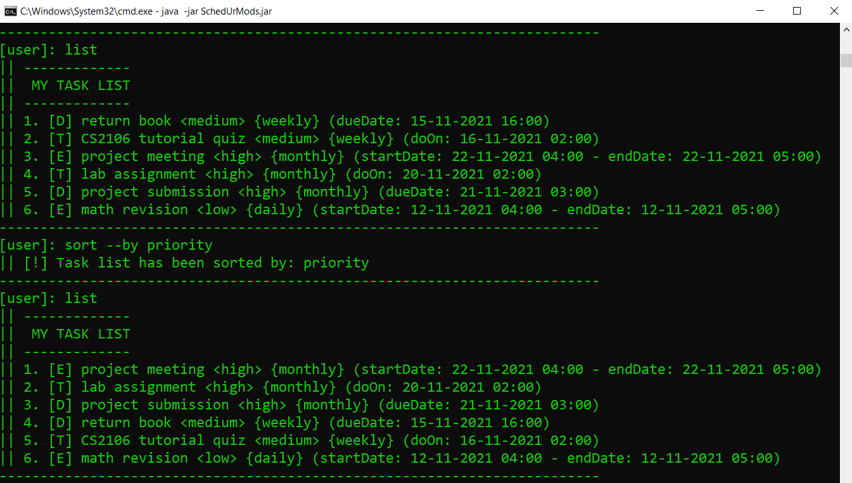 C:\Windows\System32\cmd.exe - java -jar SchedUrMods.jar
-------------------------------------------------------------------------
[user]: list
|| -------------
||  MY TASK LIST
|| -------------
|| 1. [D] return book <medium> {weekly} (dueDate: 15-11-2021 16:00)
|| 2. [T] CS2106 tutorial quiz <medium> {weekly} (doOn: 16-11-2021 02:00)
|| 3. [E] project meeting <high> {monthly} (startDate: 22-11-2021 04:00 - endDate: 22-11-2021 05:00)
|| 4. [T] lab assignment <high> {monthly} (doOn: 20-11-2021 02:00)
|| 5. [D] project submission <high> {monthly} (dueDate: 21-11-2021 03:00)
|| 6. [E] math revision <low> {daily} (startDate: 12-11-2021 04:00 - endDate: 12-11-2021 05:00)
-------------------------------------------------------------------------
[user]: sort --by priority
|| [!] Task list has been sorted by: priority
-------------------------------------------------------------------------
[user]: list
|| -------------
||  MY TASK LIST
|| -------------
|| 1. [E] project meeting <high> {monthly} (startDate: 22-11-2021 04:00 - endDate: 22-11-2021 05:00)
|| 2. [T] lab assignment <high> {monthly} (doOn: 20-11-2021 02:00)
|| 3. [D] project submission <high> {monthly} (dueDate: 21-11-2021 03:00)
|| 4. [D] return book <medium> {weekly} (dueDate: 15-11-2021 16:00)
|| 5. [T] CS2106 tutorial quiz <medium> {weekly} (doOn: 16-11-2021 02:00)
|| 6. [E] math revision <low> {daily} (startDate: 12-11-2021 04:00 - endDate: 12-11-2021 05:00)
-------------------------------------------------------------------------